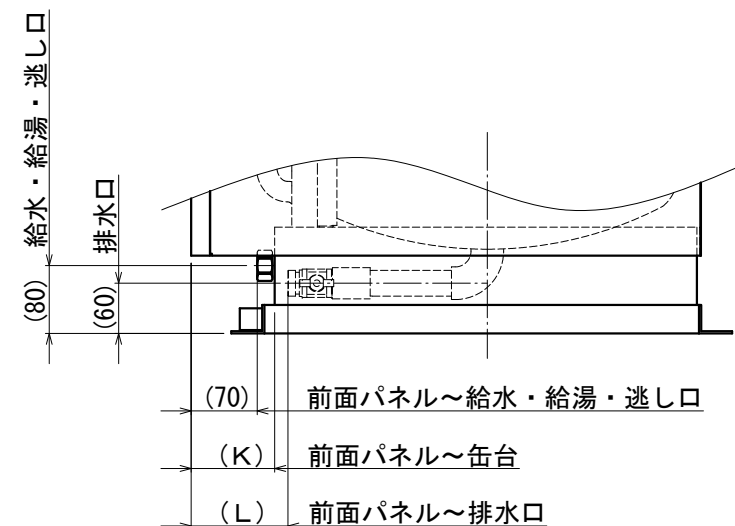 給水・給湯・逃し口
(80)
排水口
(60)
(70) 前面パネル～給水・給湯・逃し口
(K) 前面パネル～缶台
(L) 前面パネル～排水口